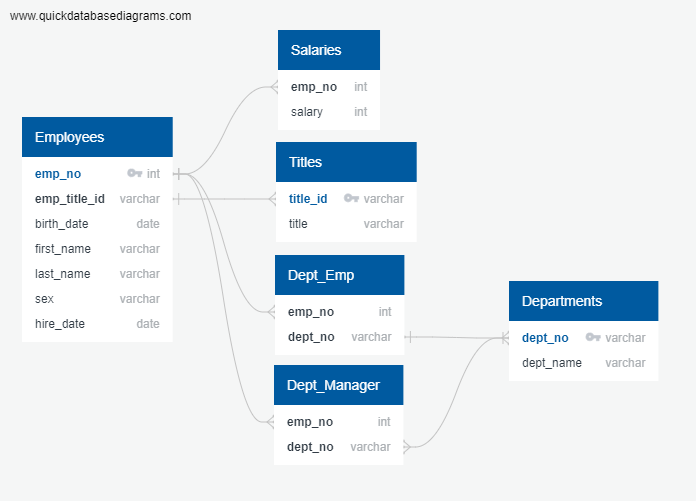 www.quickdatabasediagrams.com
Salaries
emp_no int
salary int
Employees
emp_no int
emp_title_id varchar
birth_date date
first_name varchar
last_name varchar
sex varchar
hire_date date
Titles
title_id varchar
title varchar
Dept_Emp
emp_no int
dept_no varchar
Departments
dept_no varchar
dept_name varchar
Dept_Manager
emp_no int
dept_no varchar